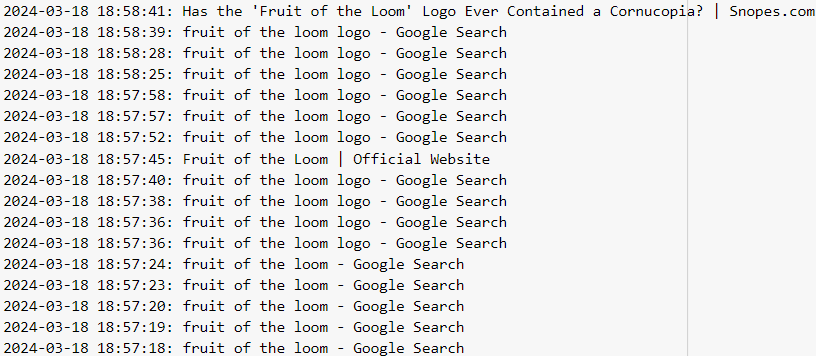 2024-03-18 18:58:41: Has the 'Fruit of the Loom' Logo Ever Contained a Cornucopia? | Snopes.com
2024-03-18 18:58:39: fruit of the loom logo - Google Search
2024-03-18 18:58:28: fruit of the loom logo - Google Search
2024-03-18 18:58:25: fruit of the loom logo - Google Search
2024-03-18 18:57:58: fruit of the loom logo - Google Search
2024-03-18 18:57:57: fruit of the loom logo - Google Search
2024-03-18 18:57:52: fruit of the loom logo - Google Search
2024-03-18 18:57:45: Fruit of the Loom | Official Website
2024-03-18 18:57:40: fruit of the loom logo - Google Search
2024-03-18 18:57:38: fruit of the loom logo - Google Search
2024-03-18 18:57:36: fruit of the loom logo - Google Search
2024-03-18 18:57:36: fruit of the loom logo - Google Search
2024-03-18 18:57:24: fruit of the loom - Google Search
2024-03-18 18:57:23: fruit of the loom - Google Search
2024-03-18 18:57:20: fruit of the loom - Google Search
2024-03-18 18:57:19: fruit of the loom - Google Search
2024-03-18 18:57:18: fruit of the loom - Google Search